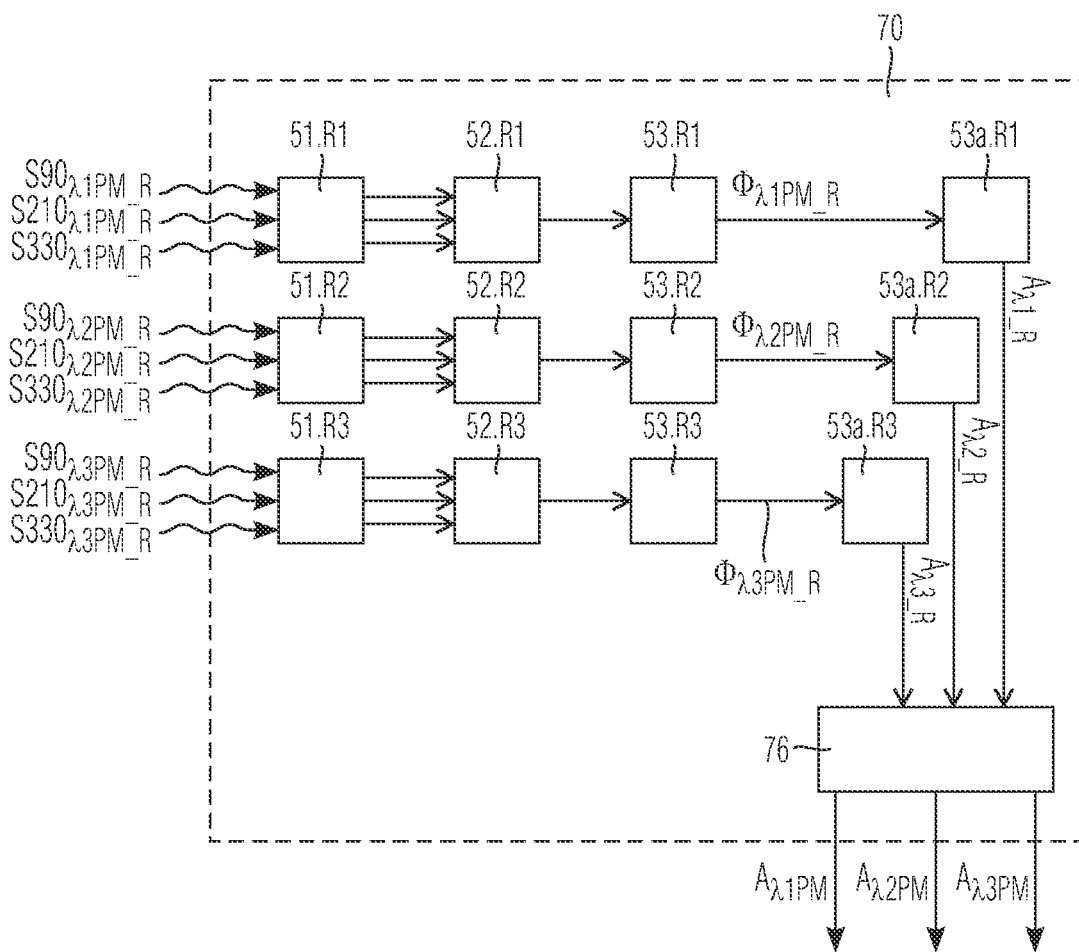 70
51.R1 52.R1 53.R1 53a.R1
S90λ1PM_R
S210λ1PM_R
S330λ1PM_R
Φλ1PM_R
Aλ1_R
51.R2 52.R2 53.R2 53a.R2
S90λ2PM_R
S210λ2PM_R
S330λ2PM_R
Φλ2PM_R
Aλ2_R
51.R3 52.R3 53.R3 53a.R3
S90λ3PM_R
S210λ3PM_R
S330λ3PM_R
Φλ3PM_R
Aλ3_R
76
Aλ1PM Aλ2PM Aλ3PM